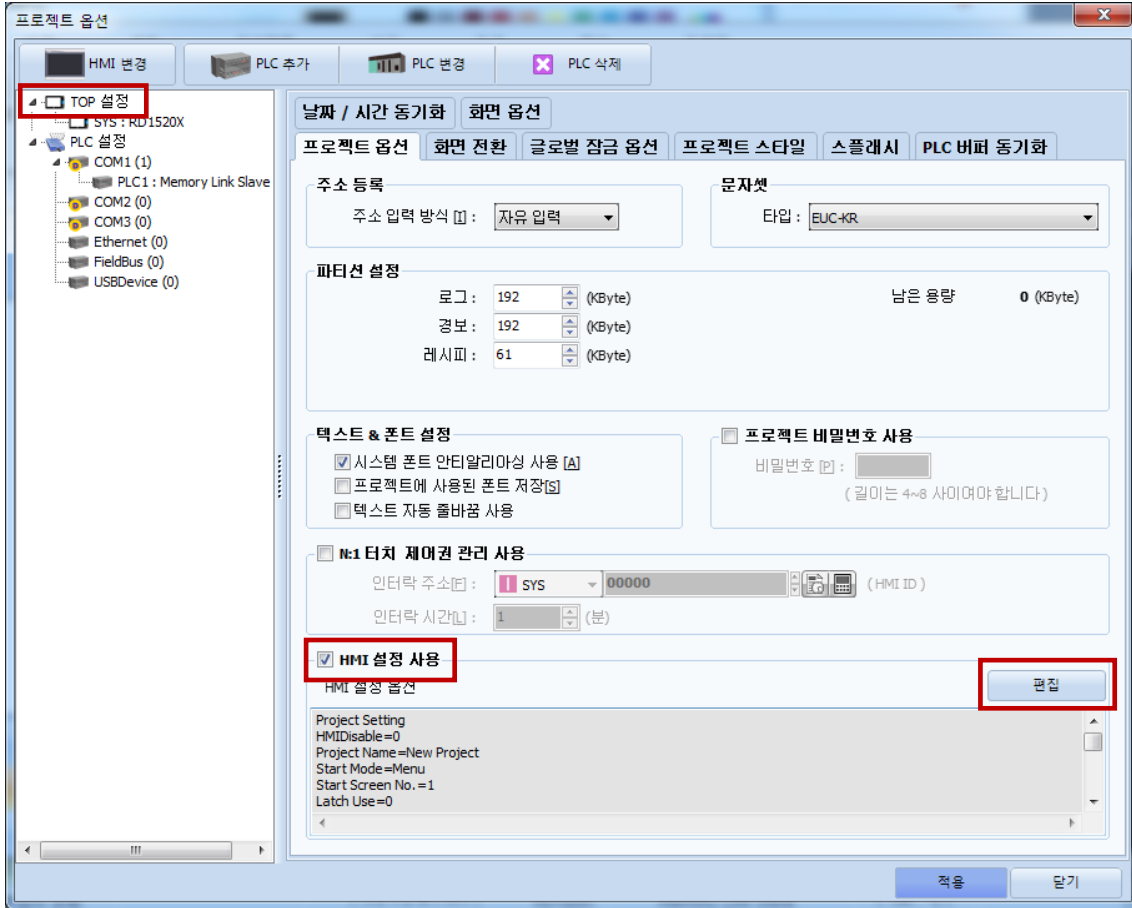 프로젝트 옵션
HMI 변경
PLC 추가
PLC 변경
PLC 삭제
TOP 설정
SYS : RD1520X
PLC 설정
COM1 (1)
PLC1 : Memory Link Slave
COM2 (0)
COM3 (0)
Ethernet (0)
FieldBus (0)
USBDevice (0)
날짜 / 시간 동기화 화면 옵션
프로젝트 옵션 화면 전환 글로벌 잠금 옵션 프로젝트 스타일 스플래시 PLC 버퍼 동기화
주소 등록
주소 입력 방식 [I] : 자유 입력
문자셋
타입 : EUC-KR
파티션 설정
로그 : 192 (KByte)
남은 용량 0 (KByte)
경보 : 192 (KByte)
레시피 : 61 (KByte)
텍스트 & 폰트 설정
시스템 폰트 안티알리아싱 사용 [A]
프로젝트에 사용된 폰트 저장[S]
텍스트 자동 줄바꿈 사용
프로젝트 비밀번호 사용
비밀번호 [P] :
( 길이는 4~8 사이여야 합니다 )
N:1 터치 제어권 관리 사용
인터락 주소[E] : SYS 00000 ( HMI ID )
인터락 시간[L] : 1 (분)
HMI 설정 사용
HMI 설정 옵션
편집
Project Setting
HMIDisable=0
Project Name=New Project
Start Mode=Menu
Start Screen No.=1
Latch Use=0
적용
닫기